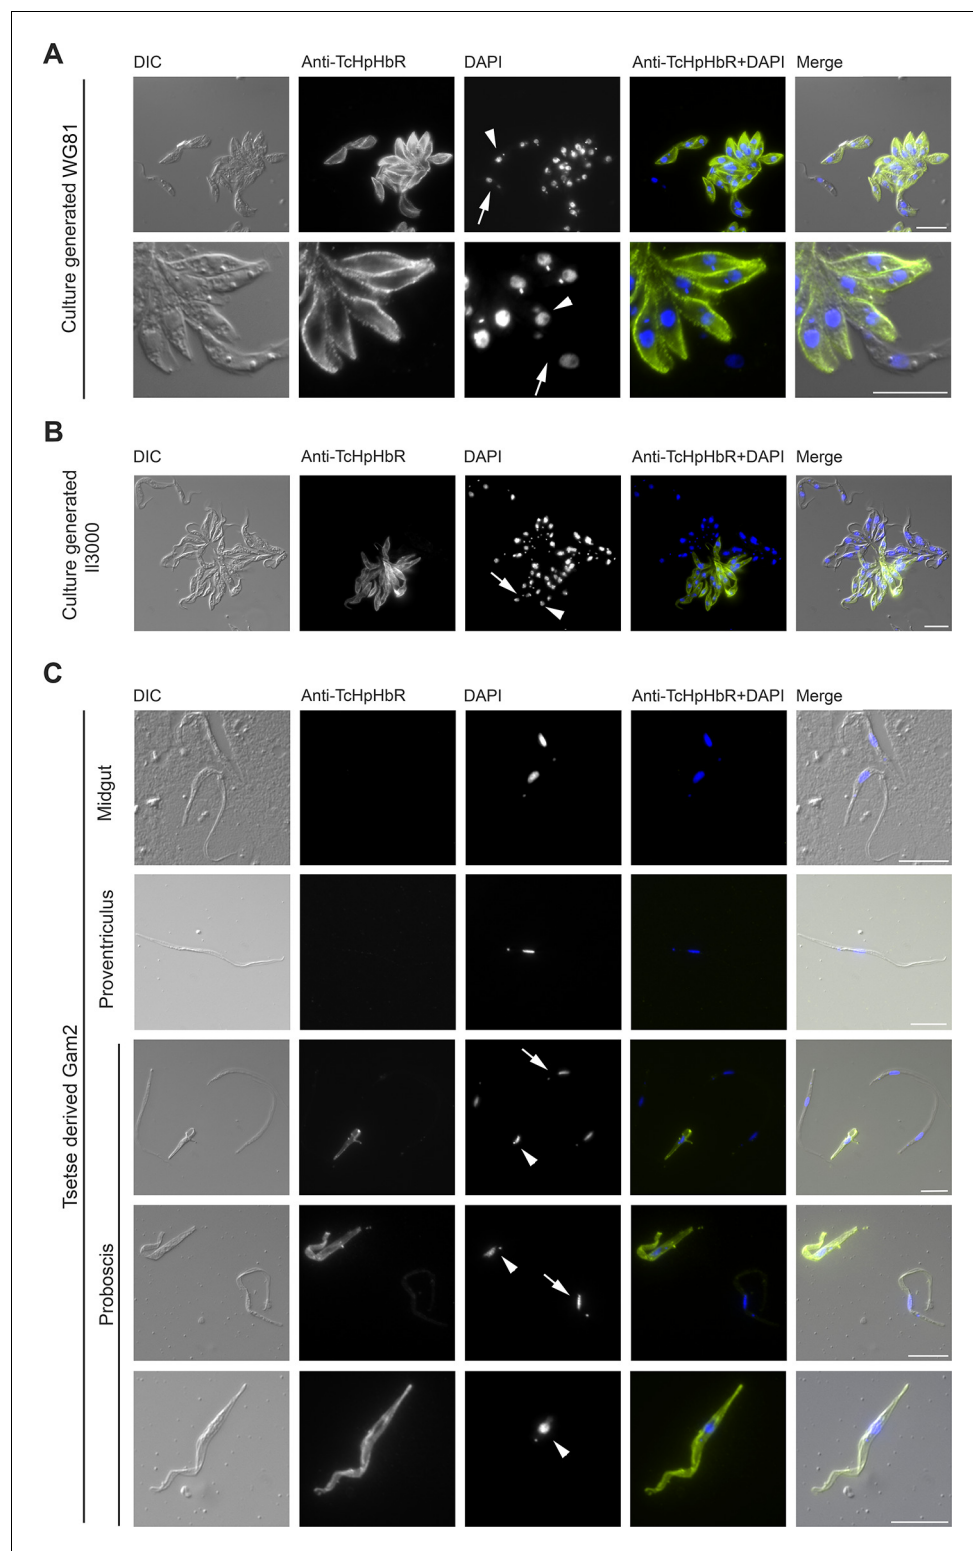 A
DIC Anti-TcHpHbR DAPI Anti-TcHpHbR+DAPI Merge
Culture generated WG81
B
DIC Anti-TcHpHbR DAPI Anti-TcHpHbR+DAPI Merge
Culture generated
Il3000
C
DIC Anti-TcHpHbR DAPI Anti-TcHpHbR+DAPI Merge
Tsetse derived Gam2
Midgut
Proventriculus
Proboscis